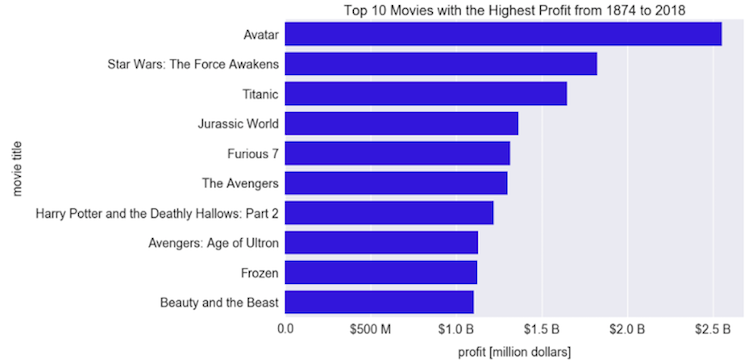 Top 10 Movies with the Highest Profit from 1874 to 2018
movie title
Avatar
Star Wars: The Force Awakens
Titanic
Jurassic World
Furious 7
The Avengers
Harry Potter and the Deathly Hallows: Part 2
Avengers: Age of Ultron
Frozen
Beauty and the Beast
0.0 $500 M $1.0 B $1.5 B $2.0 B $2.5 B
profit [million dollars]